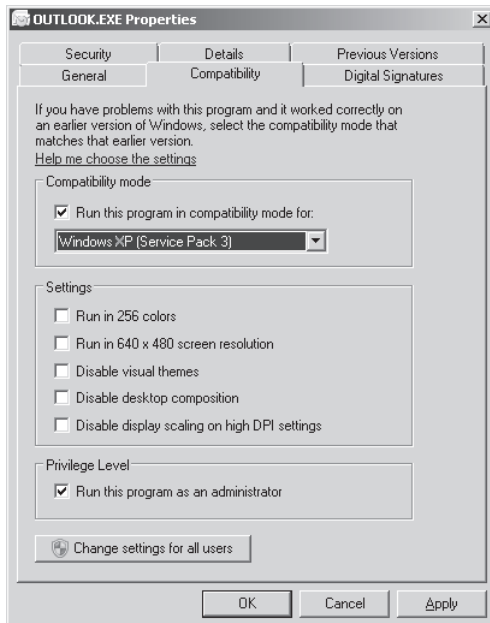 OUTLOOK.EXE Properties
Security
Details
Previous Versions
General
Compatibility
Digital Signatures
If you have problems with this program and it worked correctly on
an earlier version of Windows, select the compatibility mode that
matches that earlier version.
Help me choose the settings
Compatibility mode
Run this program in compatibility mode for:
Windows XP (Service Pack 3)
Settings
Run in 256 colors
Run in 640 x 480 screen resolution
Disable visual themes
Disable desktop composition
Disable display scaling on high DPI settings
Privilege Level
Run this program as an administrator
Change settings for all users
OK
Cancel
Apply